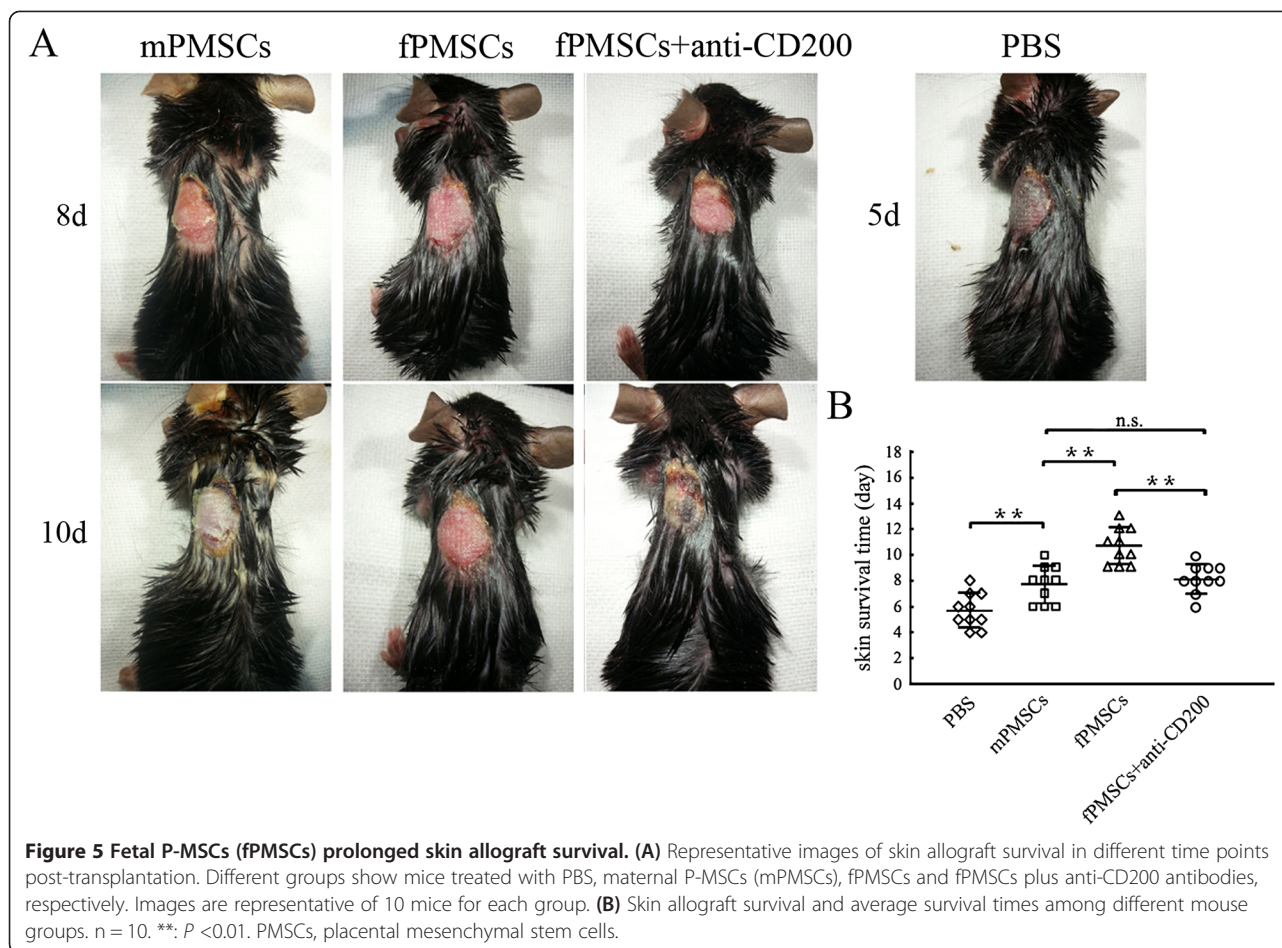 A
mPMSCs fPMSCs fPMSCs+anti-CD200 PBS
8d
5d
10d
B
n.s.
**
**
**
skin survival time (day)
18
16
14
12
10
8
6
4
2
0
PBS
mPMSCs
fPMSCs
fPMSCs+anti-CD200
Figure 5 Fetal P-MSCs (fPMSCs) prolonged skin allograft survival. (A) Representative images of skin allograft survival in different time points
post-transplantation. Different groups show mice treated with PBS, maternal P-MSCs (mPMSCs), fPMSCs and fPMSCs plus anti-CD200 antibodies,
respectively. Images are representative of 10 mice for each group. (B) Skin allograft survival and average survival times among different mouse
groups. n = 10. **: P <0.01. PMSCs, placental mesenchymal stem cells.